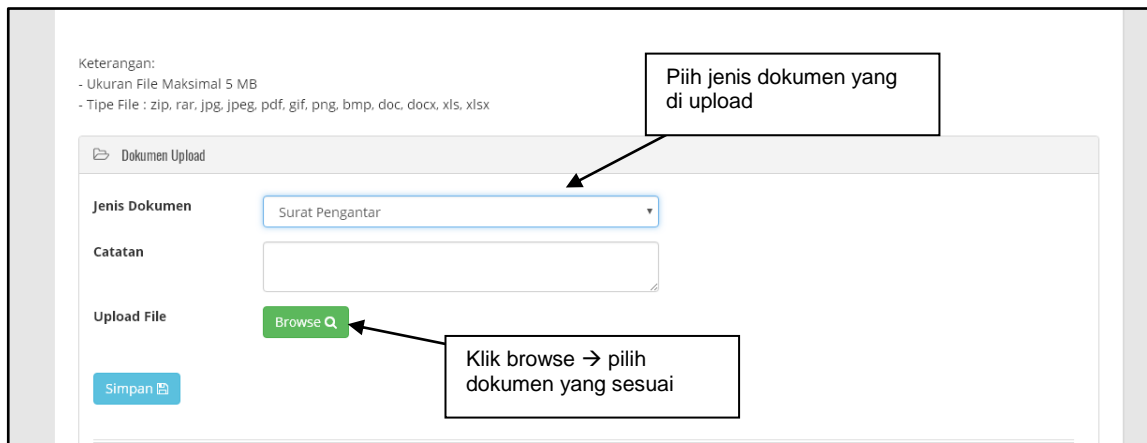 Keterangan:
- Ukuran File Maksimal 5 MB
- Tipe File : zip, rar, jpg, jpeg, pdf, gif, png, bmp, doc, docx, xls, xlsx
Piih jenis dokumen yang
di upload
Dokumen Upload
Jenis Dokumen
Surat Pengantar
Catatan
Upload File
Browse
Klik browse → pilih
dokumen yang sesuai
Simpan